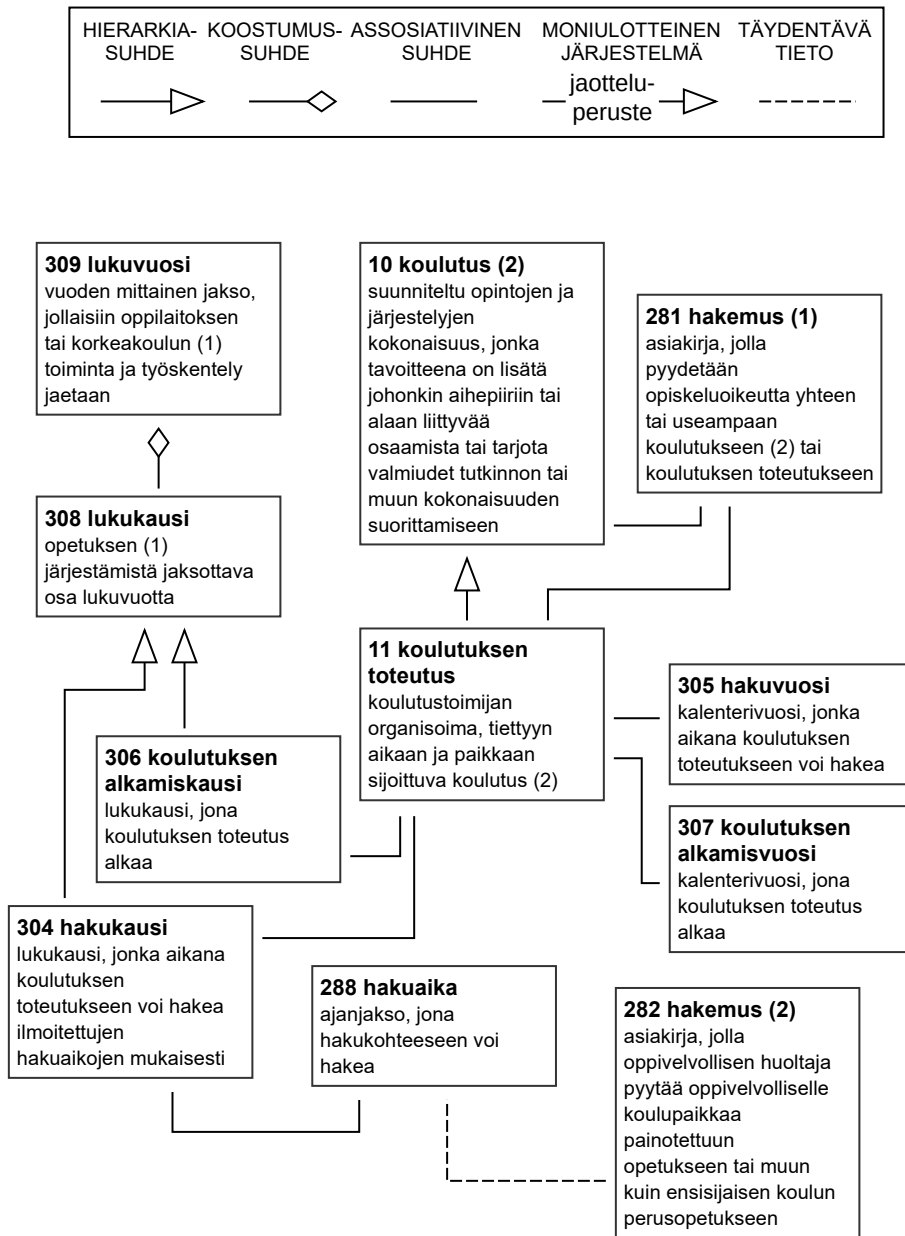 HIERARKIA-
SUHDE
KOOSTUMUS-
SUHDE
ASSOSIATIIVINEN
SUHDE
MONIULOTTEINEN
JÄRJESTELMÄ
jaottelu-
peruste
TÄYDENTÄVÄ
TIETO
309 lukuvuosi
vuoden mittainen jakso,
jollaisiin oppilaitoksen
tai korkeakoulun (1)
toiminta ja työskentely
jaetaan
10 koulutus (2)
suunniteltu opintojen ja
järjestelyjen
kokonaisuus, jonka
tavoitteena on lisätä
johonkin aihepiiriin tai
alaan liittyvää
osaamista tai tarjota
valmiudet tutkinnon tai
muun kokonaisuuden
suorittamiseen
281 hakemus (1)
asiakirja, jolla
pyydetään
opiskeluoikeutta yhteen
tai useampaan
koulutukseen (2) tai
koulutuksen toteutukseen
308 lukukausi
opetuksen (1)
järjestämistä jaksottava
osa lukuvuotta
11 koulutuksen
toteutus
koulutustoimijan
organisoima, tiettyyn
aikaan ja paikkaan
sijoittuva koulutus (2)
305 hakuvuosi
kalenterivuosi, jonka
aikana koulutuksen
toteutukseen voi hakea
306 koulutuksen
alkamiskausi
lukukausi, jona
koulutuksen toteutus
alkaa
307 koulutuksen
alkamisvuosi
kalenterivuosi, jona
koulutuksen toteutus
alkaa
304 hakukausi
lukukausi, jonka aikana
koulutuksen
toteutukseen voi hakea
ilmoitettujen
hakuaikojen mukaisesti
288 hakuaika
ajanjakso, jona
hakukohteeseen voi
hakea
282 hakemus (2)
asiakirja, jolla
oppivelvollisen huoltaja
pyytää oppivelvolliselle
koulupaikkaa
painotettuun
opetukseen tai muun
kuin ensisijaisen koulun
perusopetukseen